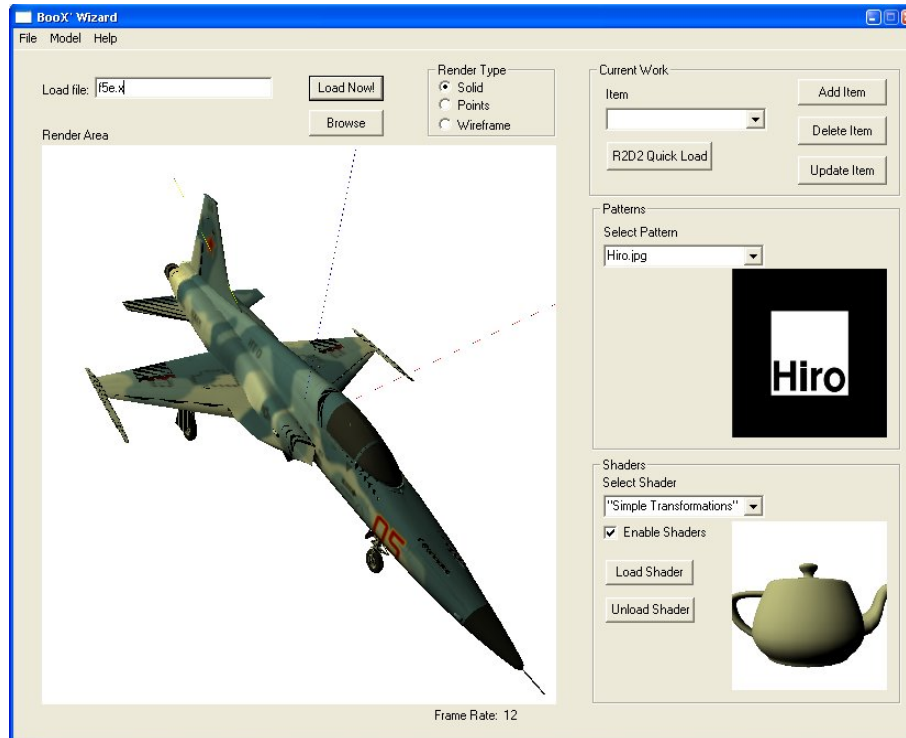 BooX' Wizard
File Model Help
Load file: f5e.x
Load Now!
Browse
Render Type
Solid
Points
Wireframe
Render Area
05
Frame Rate: 12
Current Work
Item
Add Item
Delete Item
R2D2 Quick Load
Update Item
Patterns
Select Pattern
Hiro.jpg
Hiro
Shaders
Select Shader
"Simple Transformations"
Enable Shaders
Load Shader
Unload Shader